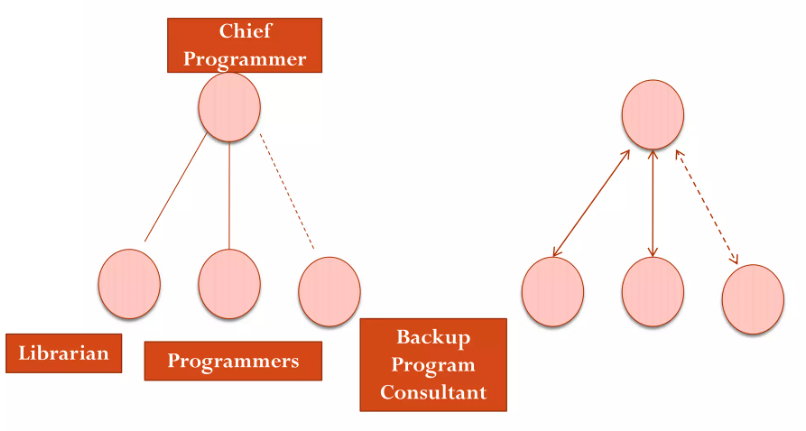 Chief
Programmer
Librarian
Programmers
Backup
Program
Consultant